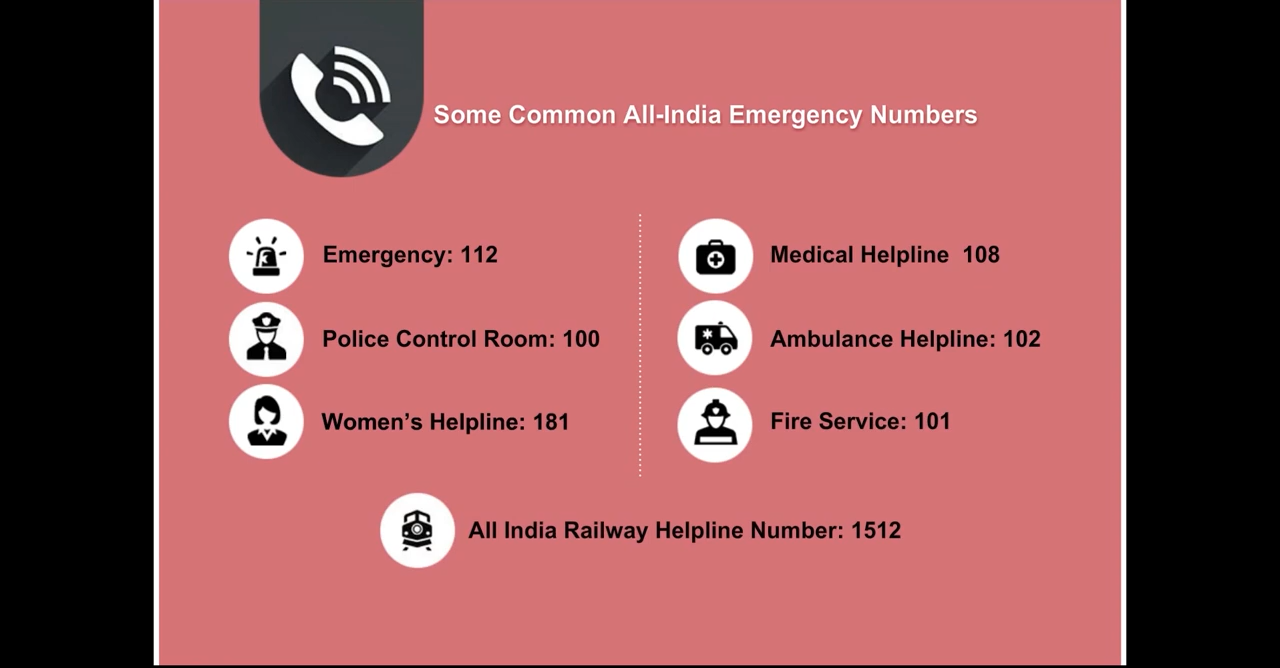 Some Common All-India Emergency Numbers
Emergency: 112
Police Control Room: 100
Women’s Helpline: 181
Medical Helpline  108
Ambulance Helpline: 102
Fire Service: 101
All India Railway Helpline Number: 1512